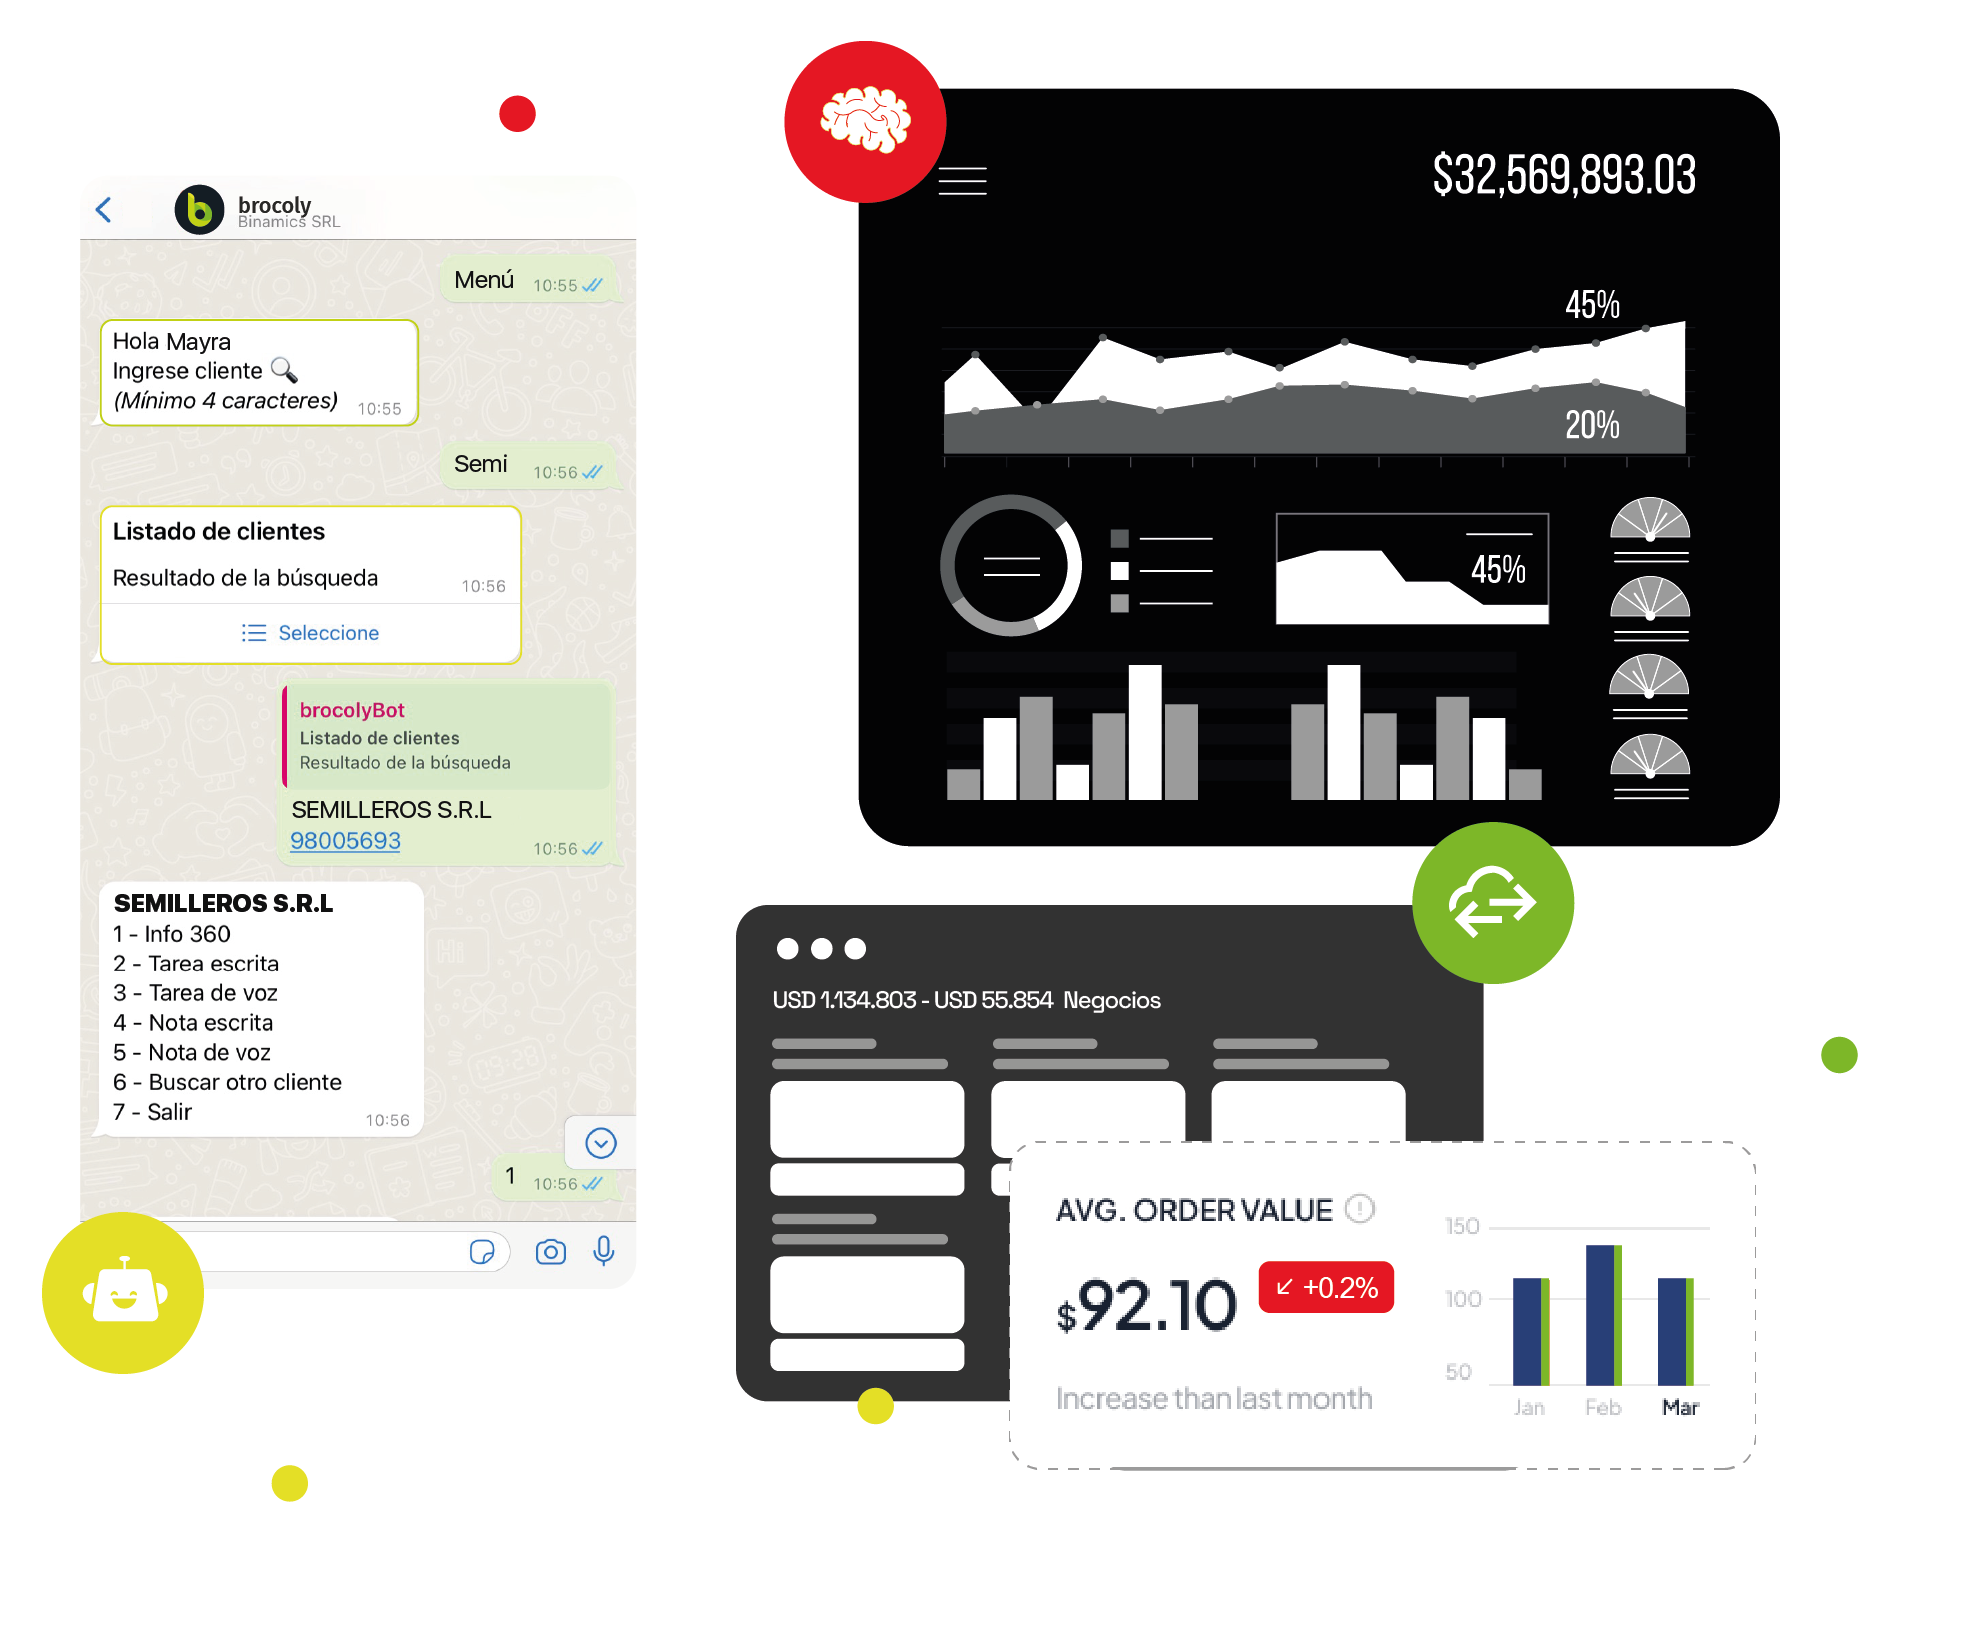 brocoly
Binamics SRL
Menú 10:55
Hola Mayra
Ingrese cliente
(Mínimo 4 caracteres) 10:55
Semi 10:56
Listado de clientes
Resultado de la búsqueda 10:56
Seleccione
brocolyBot
Listado de clientes
Resultado de la búsqueda
SEMILLEROS S.R.L
98005693 10:56
SEMILLEROS S.R.L
1 - Info 360
2 - Tarea escrita
3 - Tarea de voz
4 - Nota escrita
5 - Nota de voz
6 - Buscar otro cliente
7 - Salir 10:56
1 10:56
$32,569,893.03
45%
20%
45%
USD 1.134.803 - USD 55.854 Negocios
AVG. ORDER VALUE
$92.10 +0.2%
Increase than last month
150
100
50
Jan Feb Mar